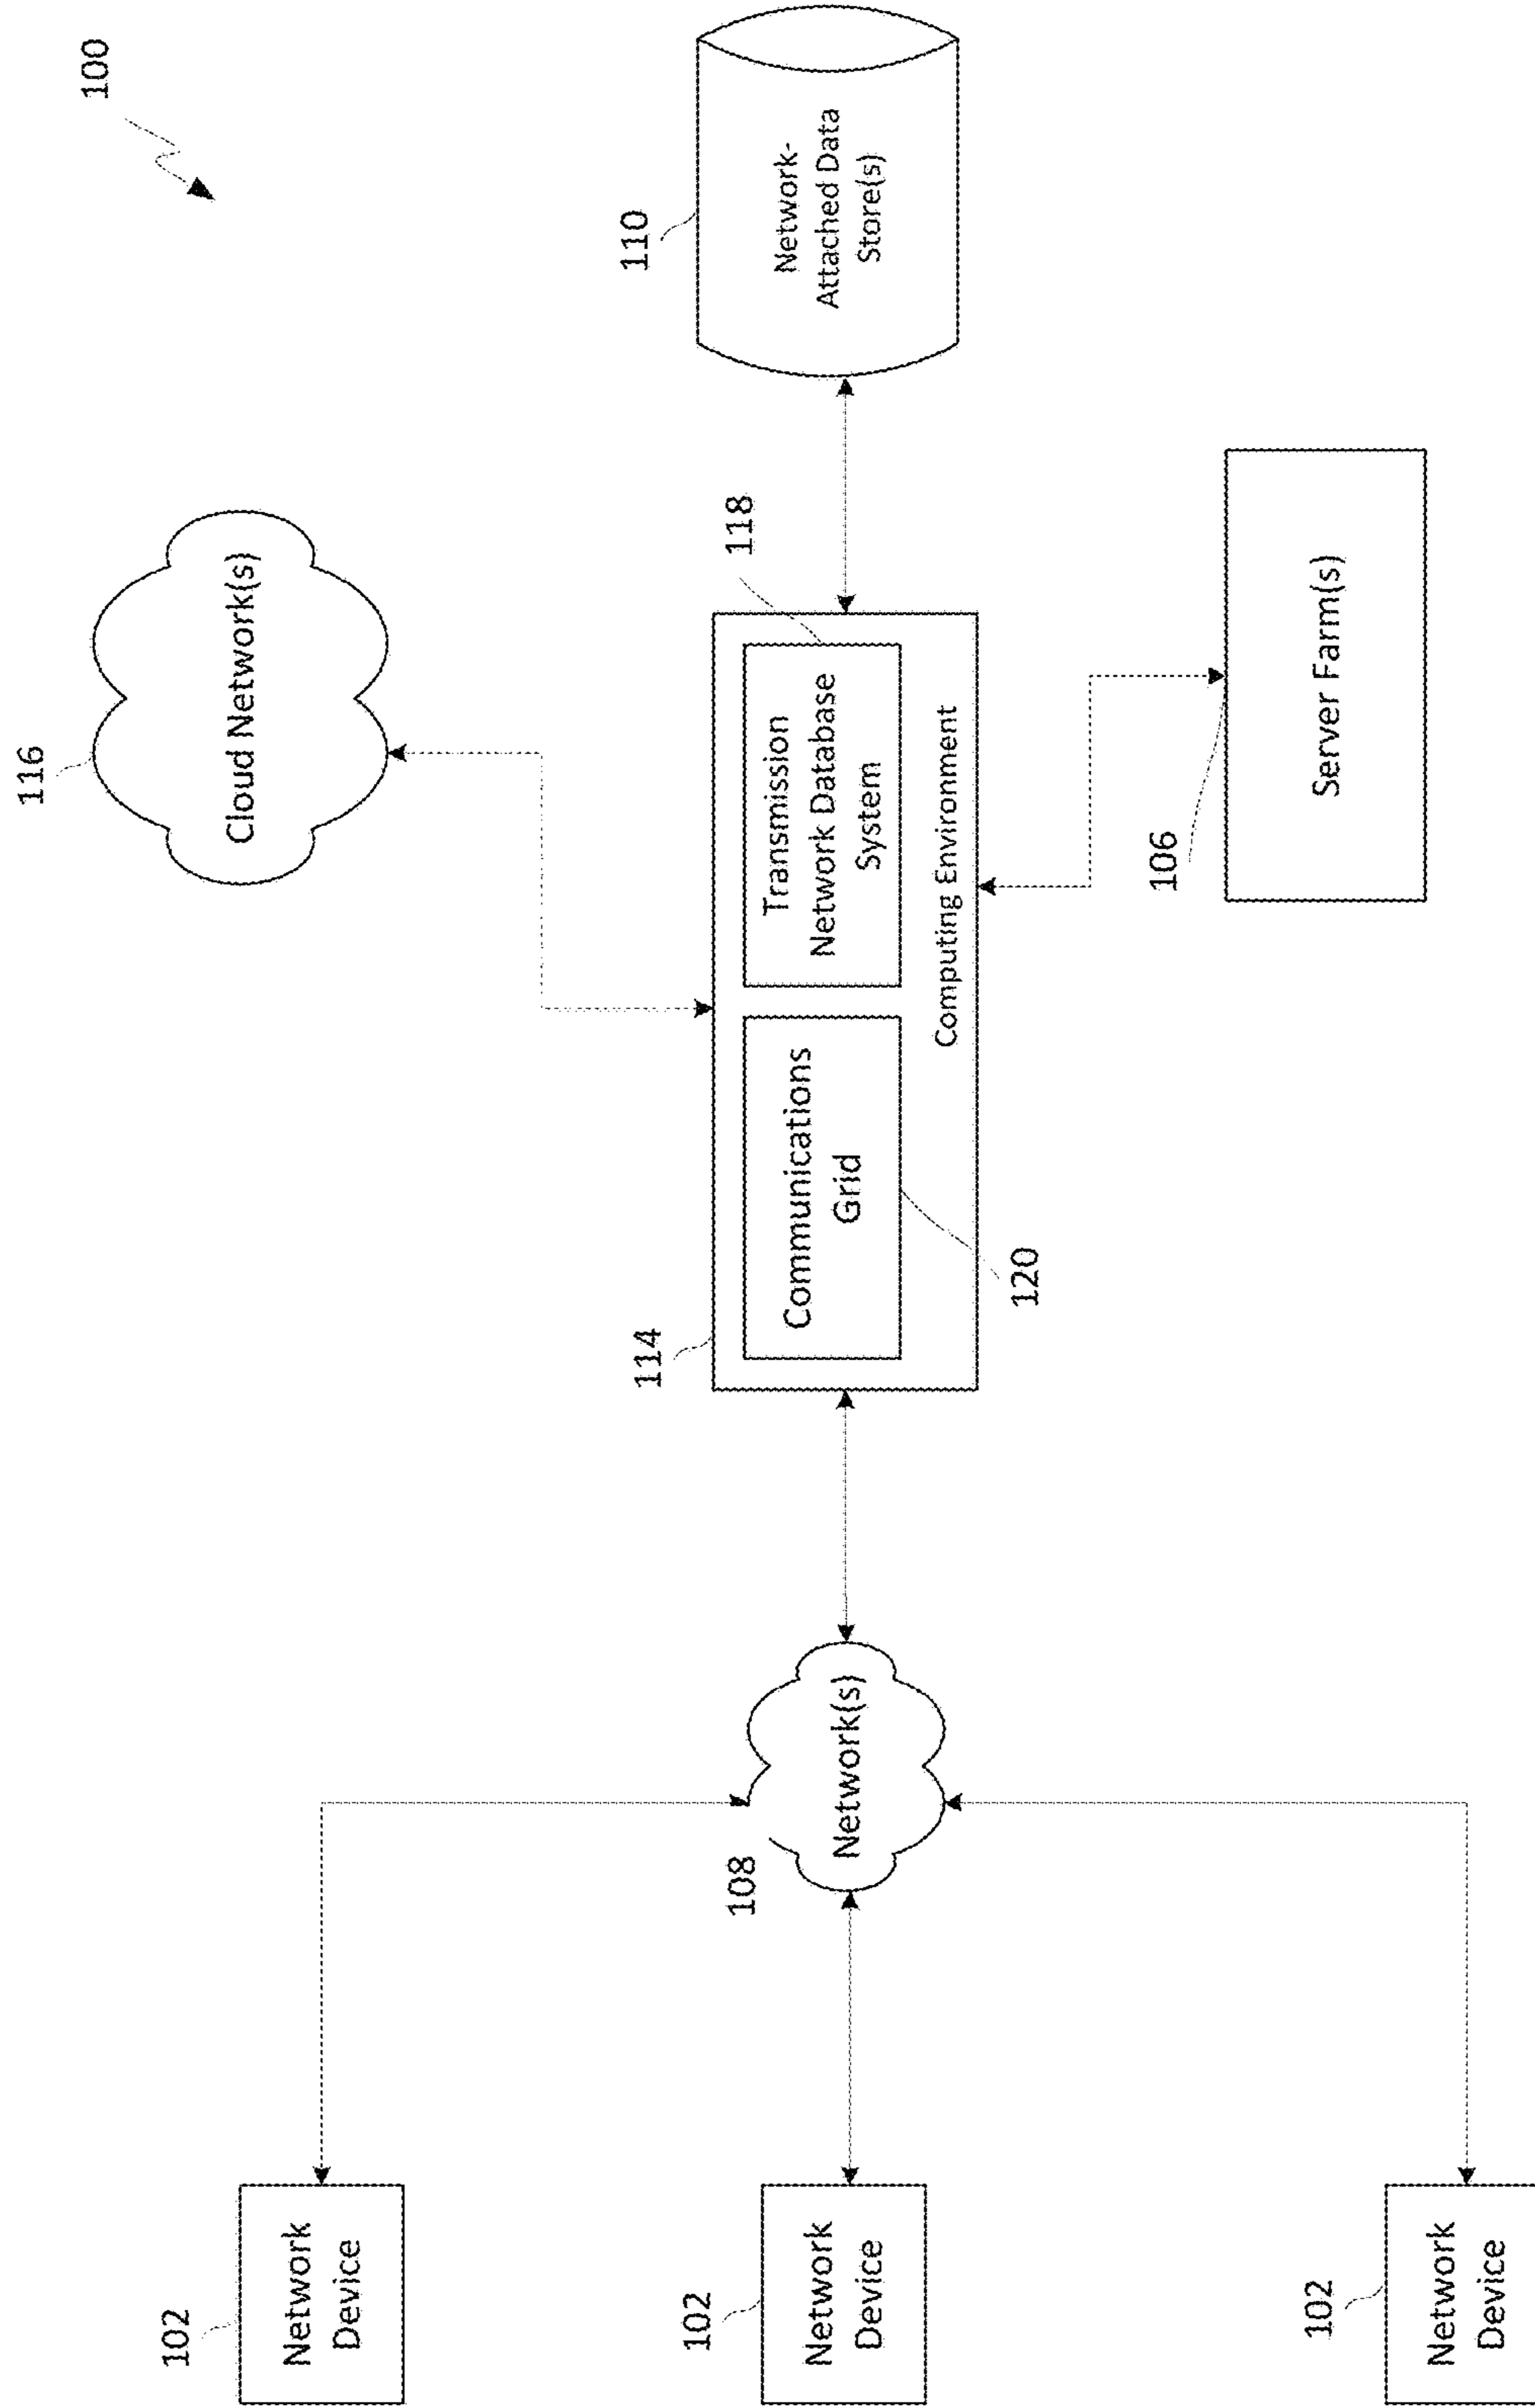 100
116
Cloud Network(s)
110
Network-
Attached Data
Store(s)
118
Transmission
Network Database
System
Communications
Grid
Computing Environment
114
120
106
Server Farm(s)
108
Network(s)
102
Network
Device
102
Network
Device
102
Network
Device